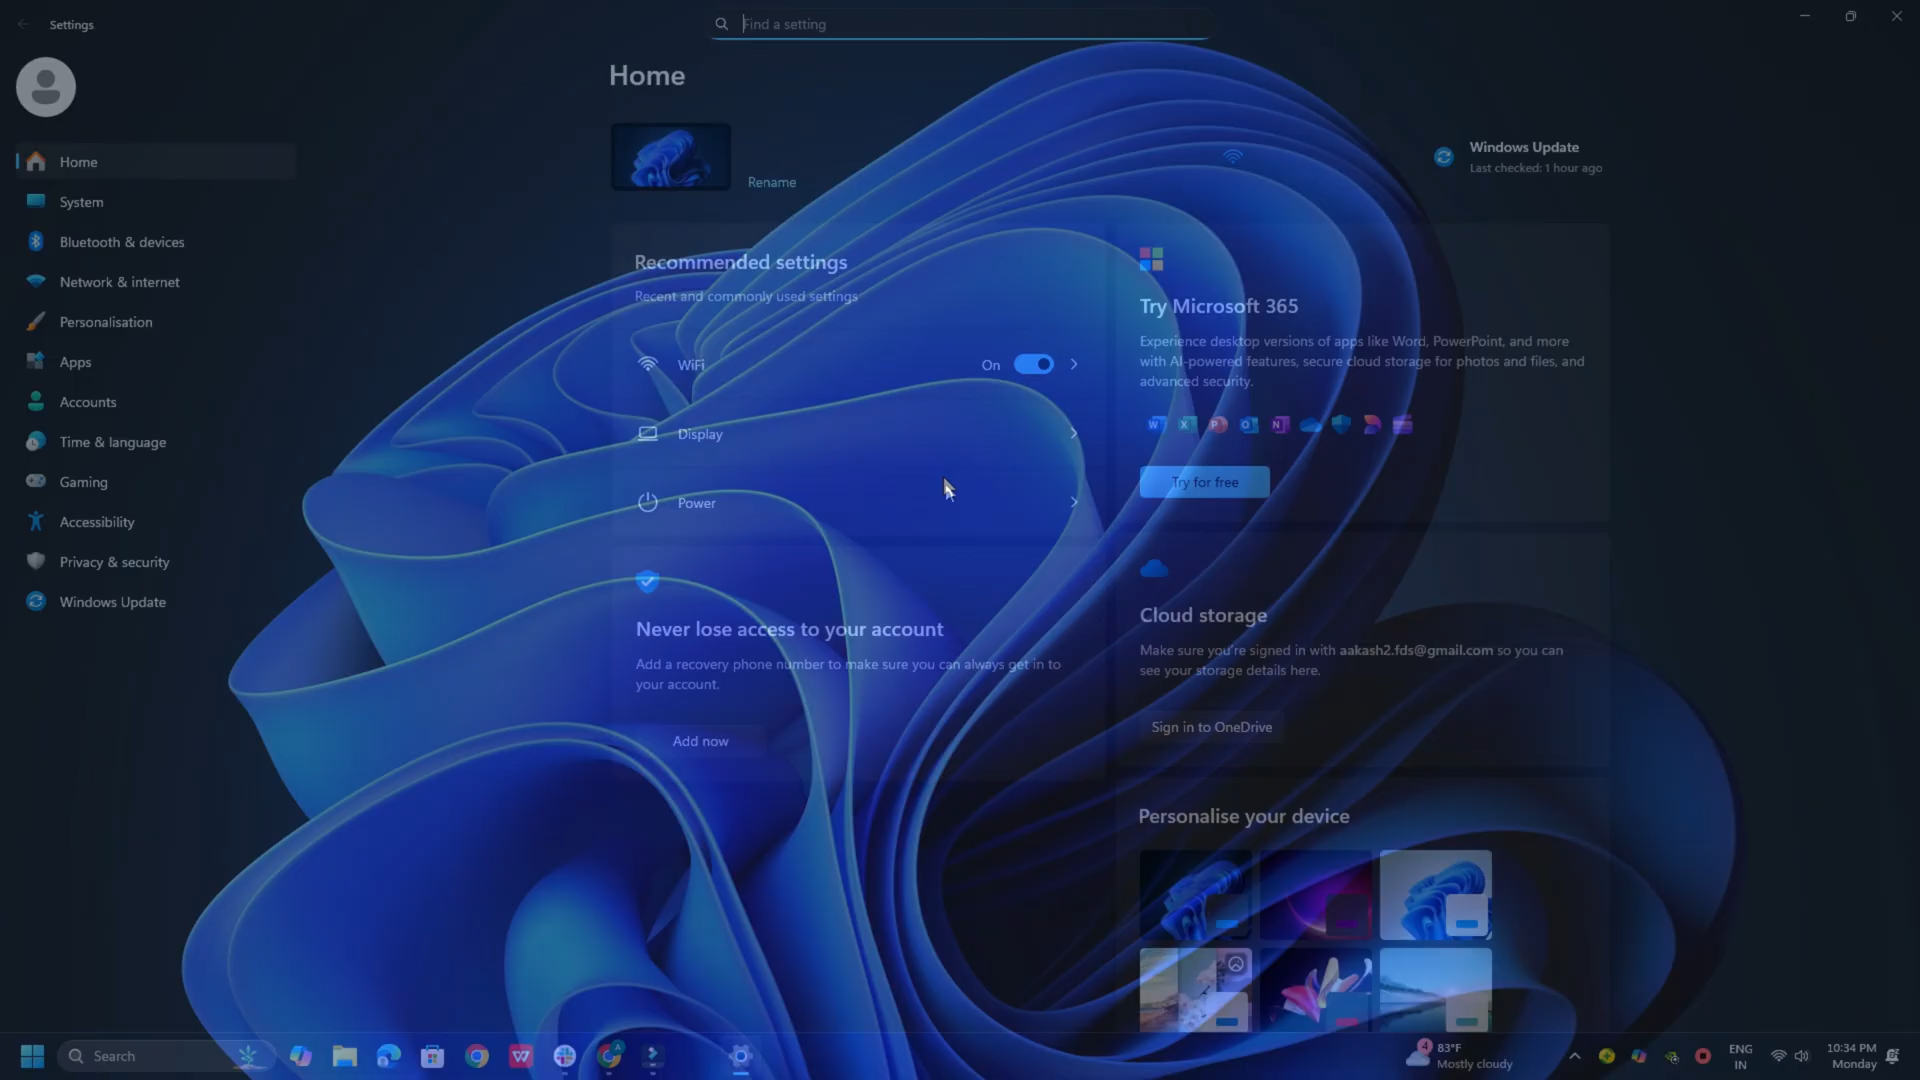 Settings
Find a setting
Home
Home
System
Bluetooth & devices
Network & internet
Personalisation
Apps
Accounts
Time & language
Gaming
Accessibility
Privacy & security
Windows Update
Rename
Windows Update
Last checked: 1 hour ago
Recommended settings
Recent and commonly used settings
WiFi
On
Display
Power
Never lose access to your account
Add a recovery phone number to make sure you can always get in to
your account.
Add now
Try Microsoft 365
Experience desktop versions of apps like Word, PowerPoint, and more
with AI-powered features, secure cloud storage for photos and files, and
advanced security.
Try for free
Cloud storage
Make sure you're signed in with aakash2.fds@gmail.com so you can
see your storage details here.
Sign in to OneDrive
Personalise your device
Search
4
83°F
Mostly cloudy
ENG
IN
10:34 PM
Monday